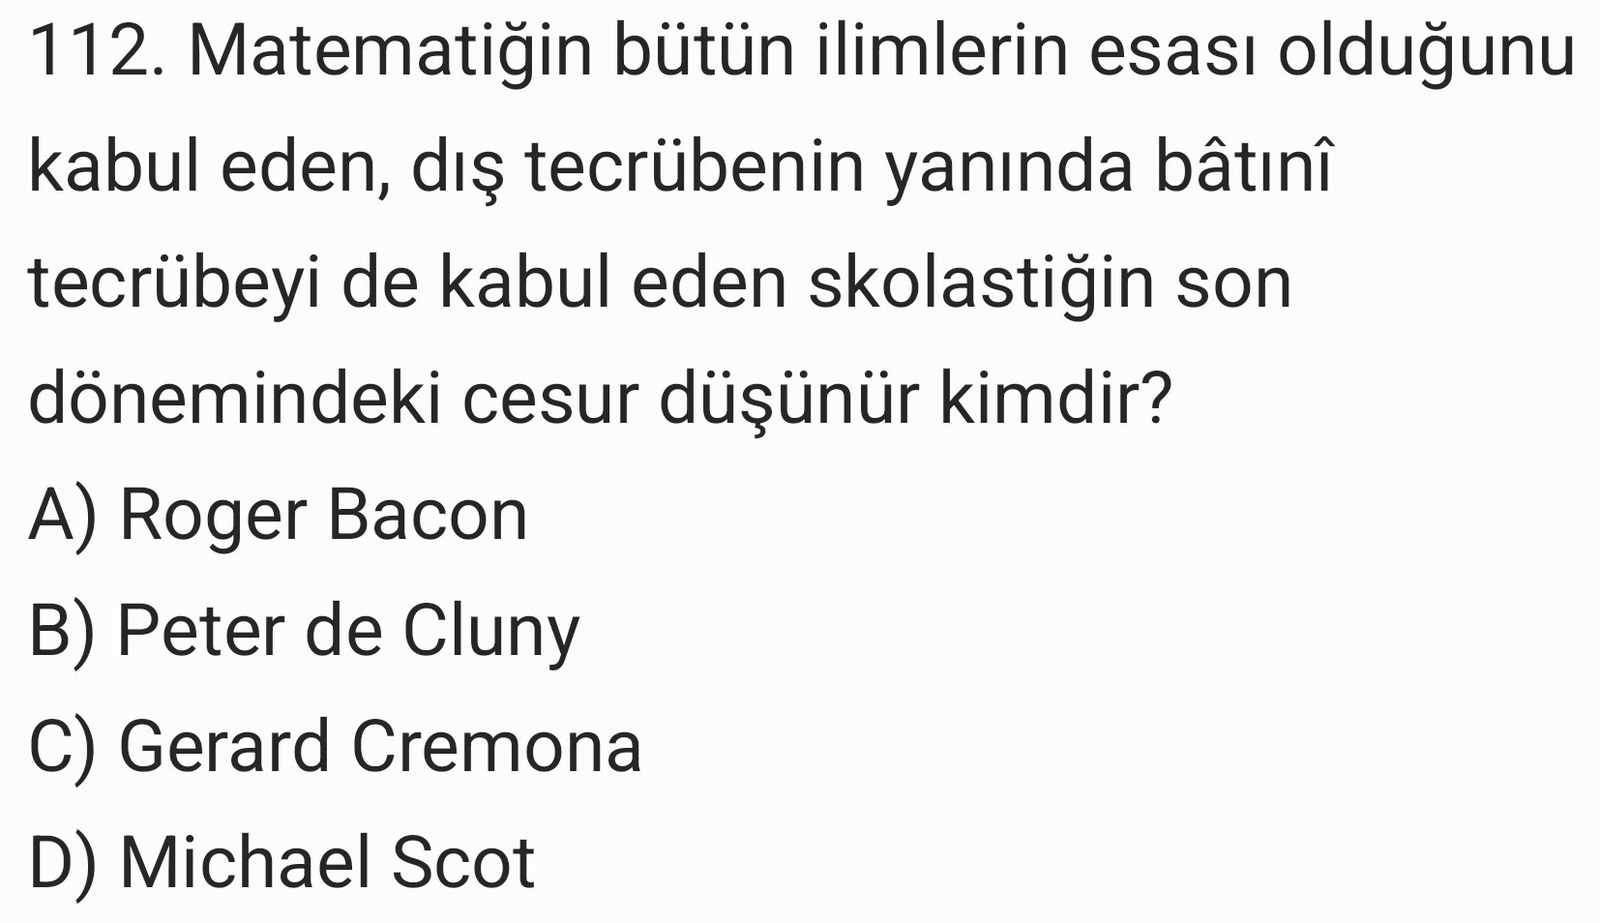 112. Matematiğin bütün ilimlerin esası olduğunu
kabul eden, dış tecrübenin yanında bâtınî
tecrübeyi de kabul eden skolastiğin son
dönemindeki cesur düşünür kimdir?
A) Roger Bacon
B) Peter de Cluny
C) Gerard Cremona
D) Michael Scot